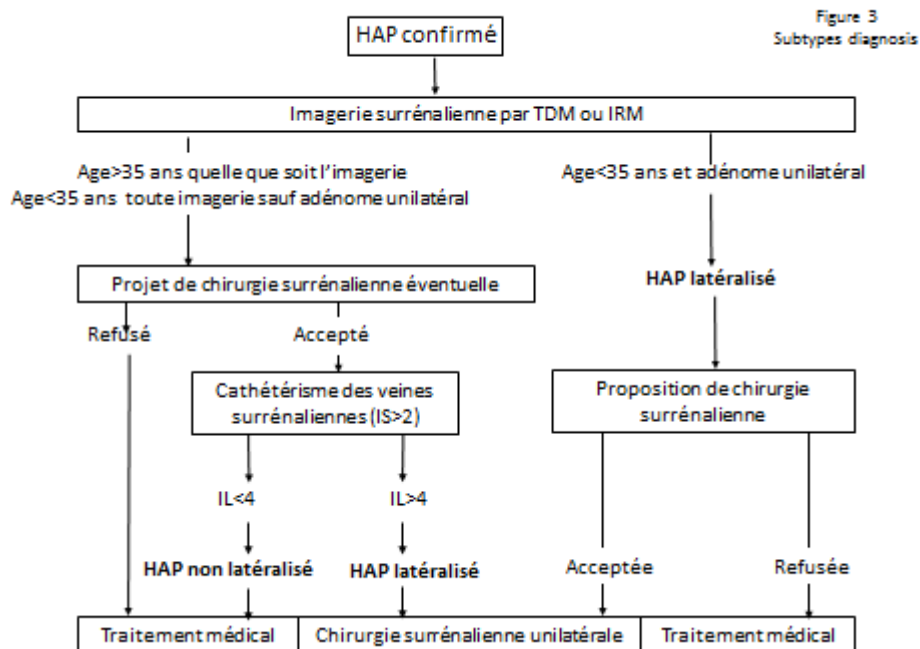 Figure 3
Subtypes diagnosis
HAP confirmé
Imagerie surrénalienne par TDM ou IRM
Age>35 ans quelle que soit l'imagerie
Age<35 ans toute imagerie sauf adénome unilatéral
Age<35 ans et adénome unilatéral
Projet de chirurgie surrénalienne éventuelle
HAP latéralisé
Refusé
Accepté
Cathétérisme des veines
surrénaliennes (IS>2)
Proposition de chirurgie
surrénalienne
IL<4
IL>4
HAP non latéralisé
HAP latéralisé
Acceptée
Refusée
Traitement médical
Chirurgie surrénalienne unilatérale
Traitement médical